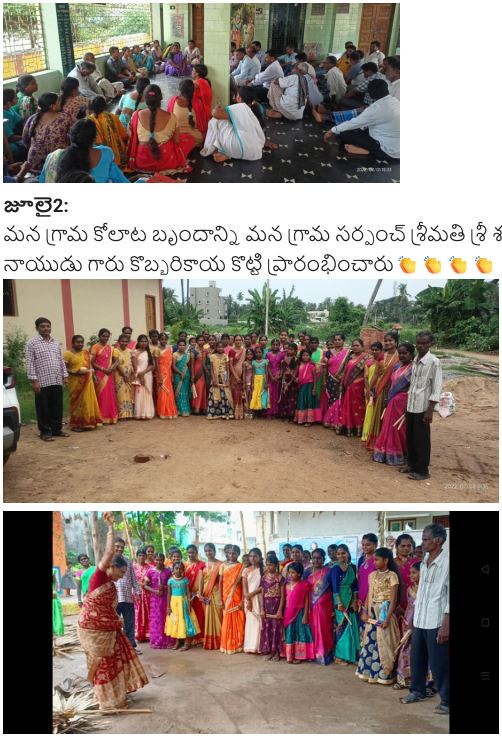 జూలై2:
మన గ్రామ కోలాట బృందాన్ని మన గ్రామ సర్పంచ్ శ్రీమతి శ్రీ
నాయుడు గారు కొబ్బరికాయ కొట్టి ప్రారంభించారు 👏 👏 👏 👏